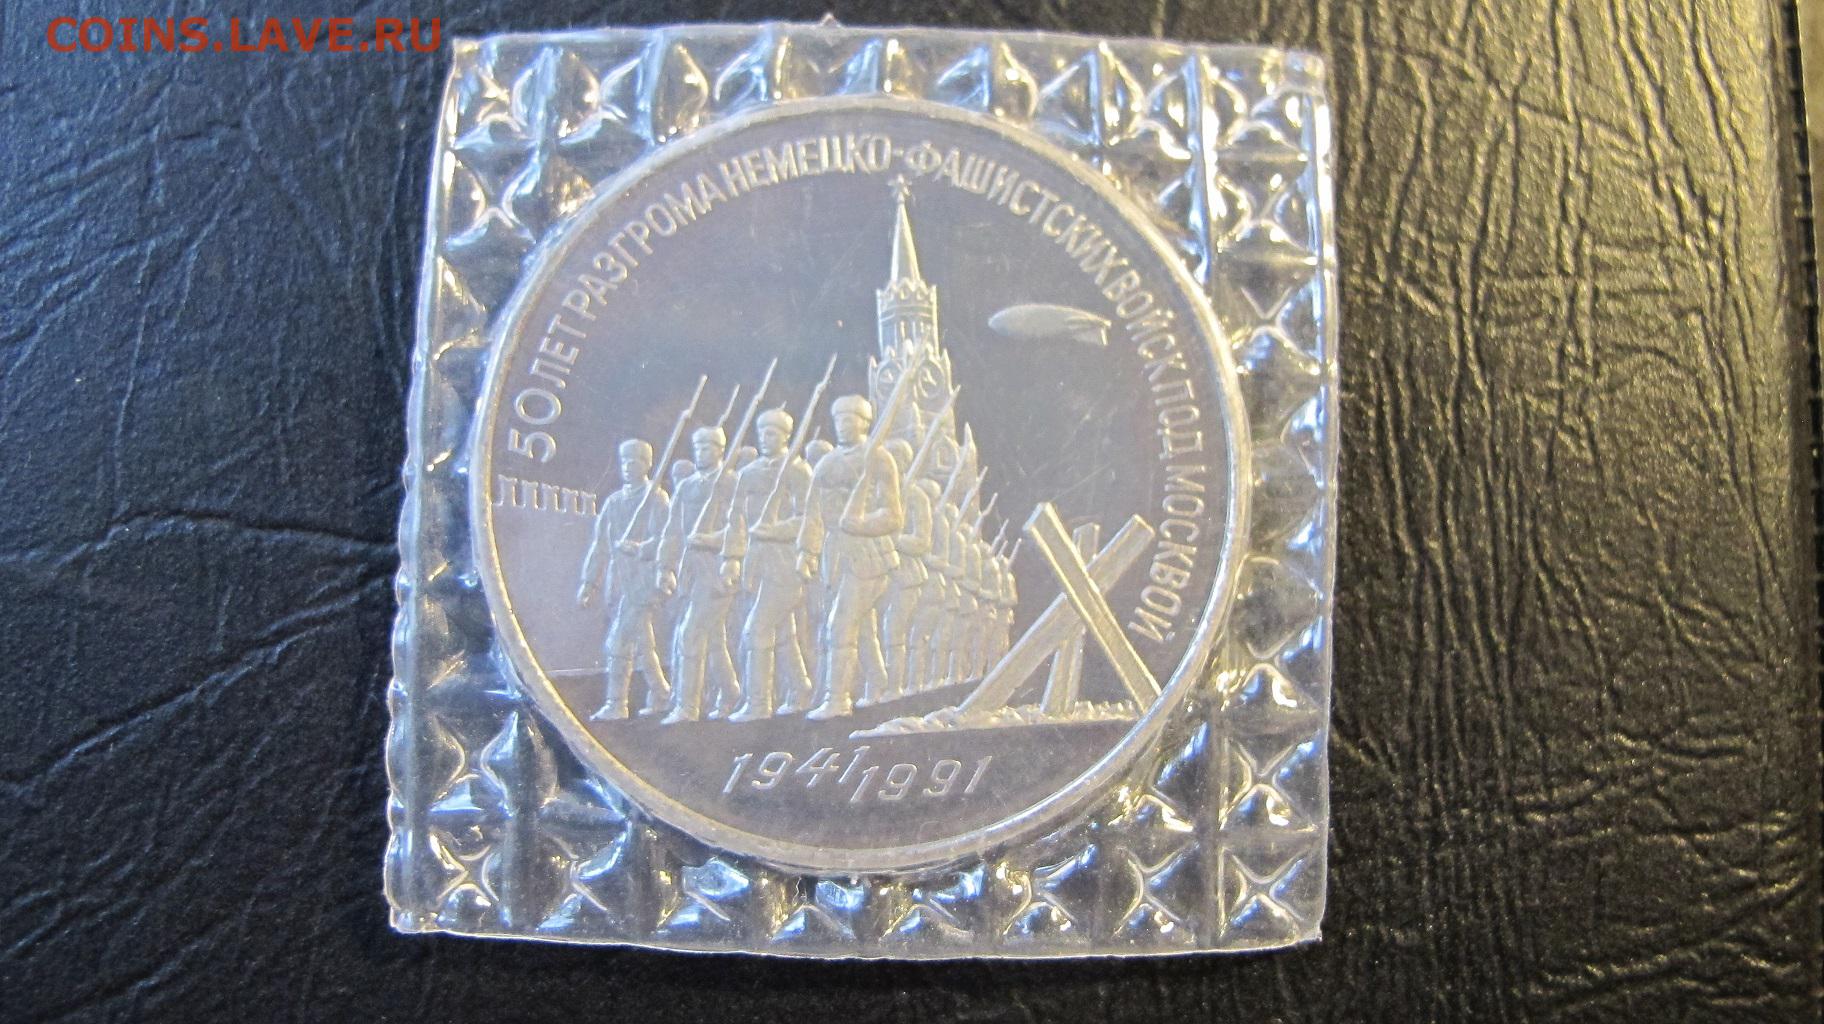 COINS.LAVE.RU
50 ЛЕТ РАЗГРОМА НЕМЕЦКО-ФАШИСТСКИХ ВОЙСК ПОД МОСКВОЙ
1941/1991